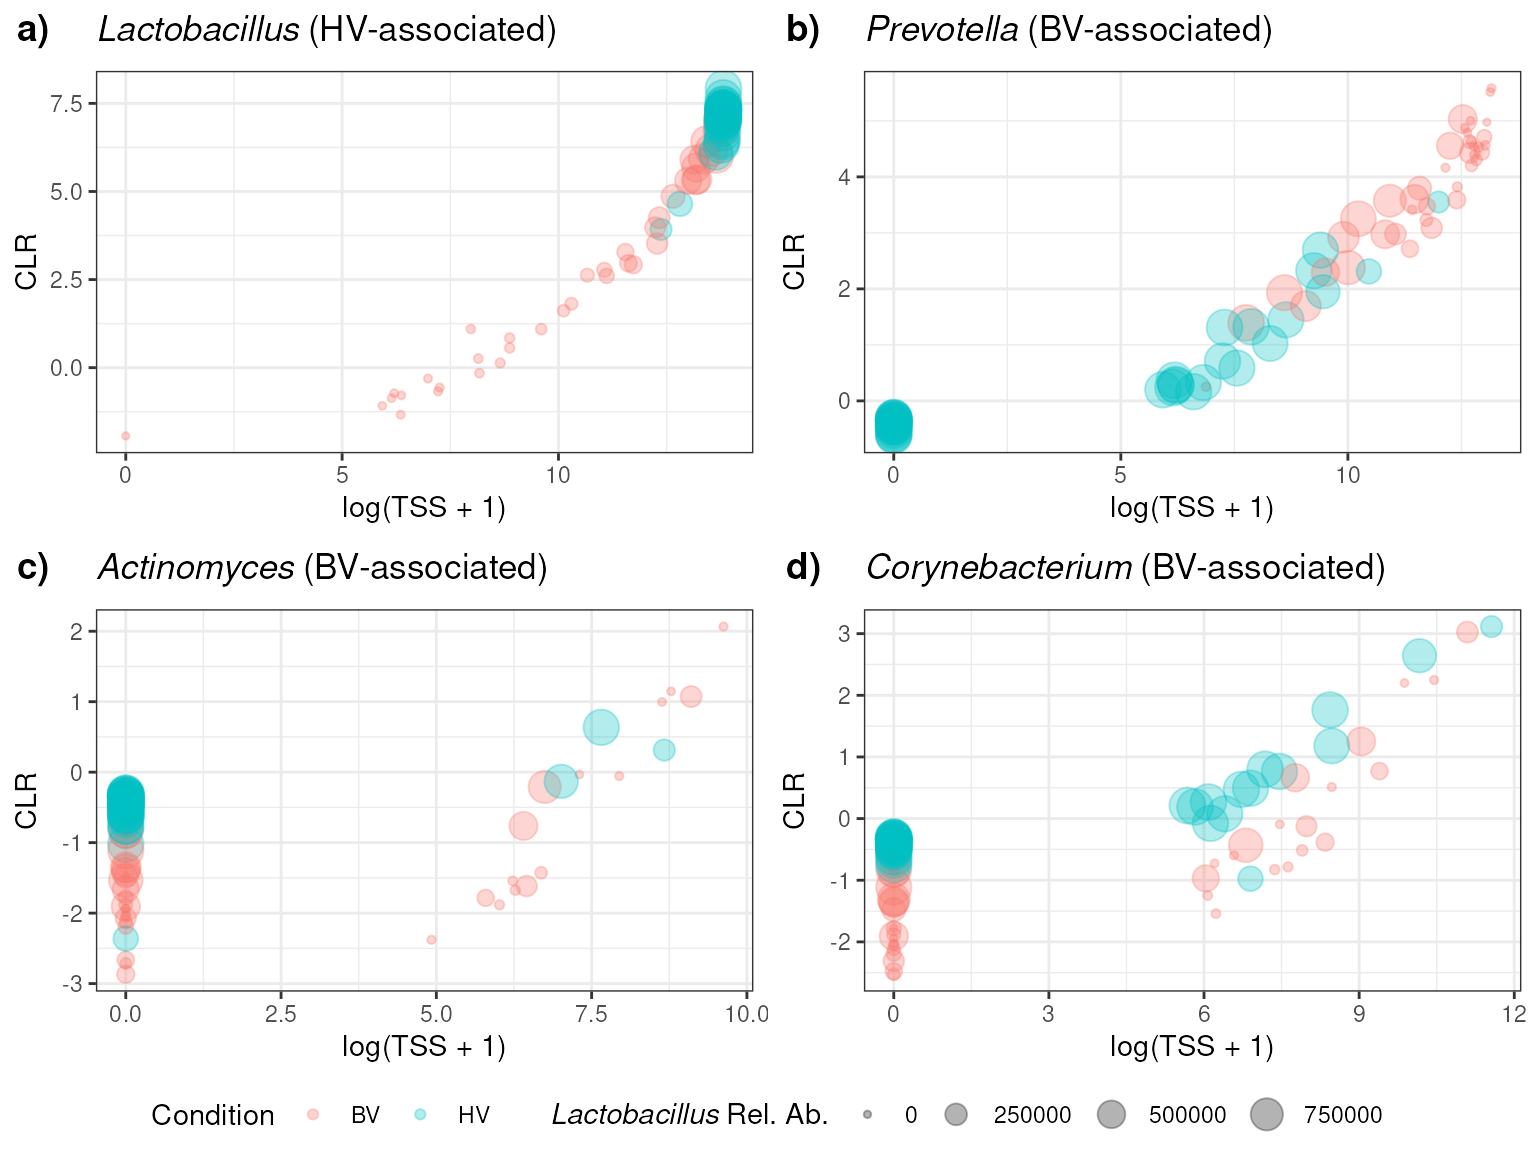 a) Lactobacillus (HV-associated)
7.5
5.0
2.5
0.0
CLR
0 5 10
log(TSS + 1)
b) Prevotella (BV-associated)
4
2
0
CLR
0 5 10
log(TSS + 1)
c) Actinomyces (BV-associated)
2
1
0
-1
-2
-3
CLR
0.0 2.5 5.0 7.5 10.0
log(TSS + 1)
d) Corynebacterium (BV-associated)
3
2
1
0
-1
-2
CLR
0 3 6 9 12
log(TSS + 1)
Condition BV HV Lactobacillus Rel. Ab. 0 250000 500000 750000